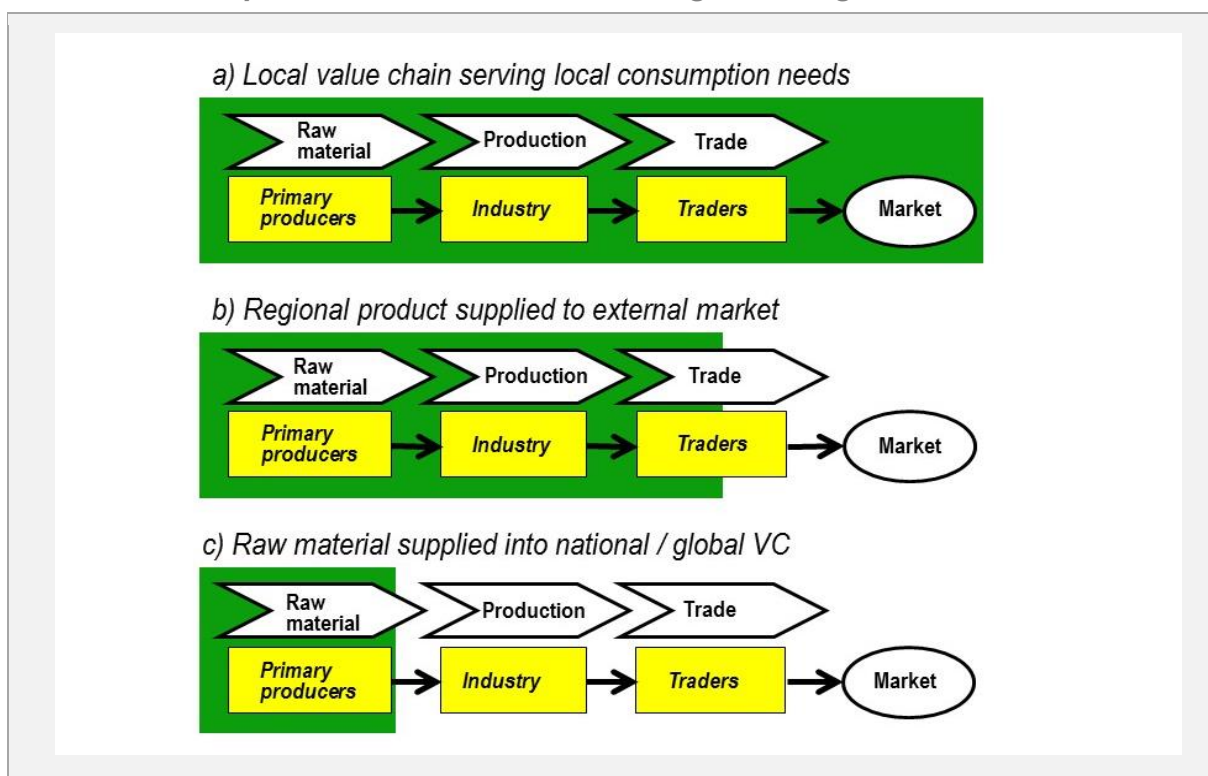 a) Local value chain serving local consumption needs
Raw
material
Production
Trade
Primary
producers
Industry
Traders
Market
b) Regional product supplied to external market
Raw
material
Production
Trade
Primary
producers
Industry
Traders
Market
c) Raw material supplied into national / global VC
Raw
material
Production
Trade
Primary
producers
Industry
Traders
Market